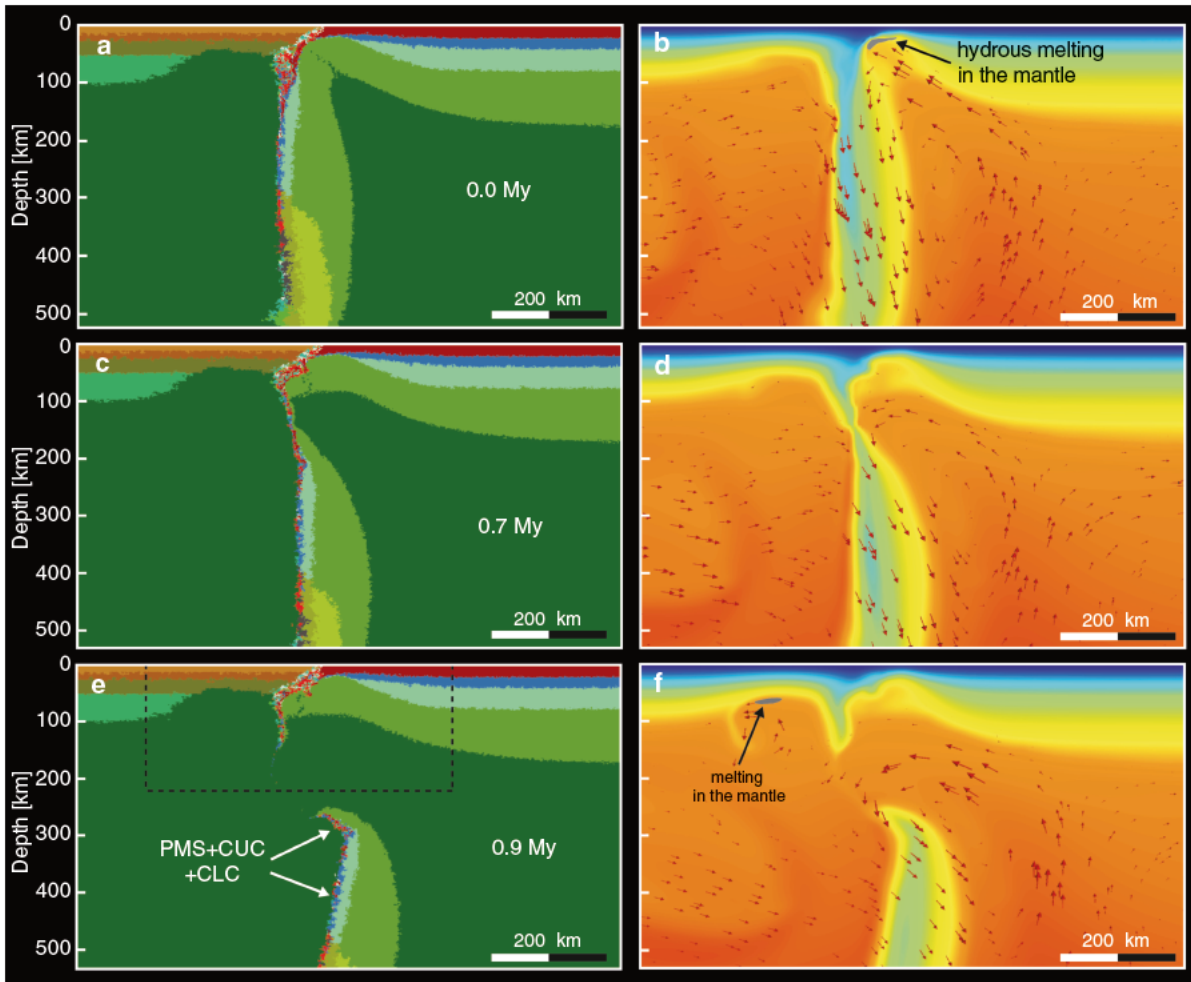 a
0
100
200
300
400
500
Depth [km]
0.0 My
200 km
b
hydrous melting
in the mantle
200 km
c
0
100
200
300
400
500
Depth [km]
0.7 My
200 km
d
200 km
e
0
100
200
300
400
500
Depth [km]
PMS+CUC
+CLC
0.9 My
200 km
f
melting
in the mantle
200 km